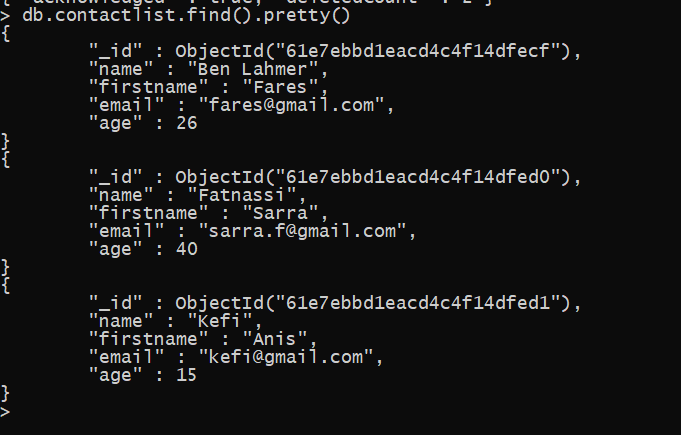 { "acknowledged" : true, "deletedCount" : 2 }
> db.contactlist.find().pretty()
{
        "_id" : ObjectId("61e7ebbd1eacd4c4f14dfecf"),
        "name" : "Ben Lahmer",
        "firstname" : "Fares",
        "email" : "fares@gmail.com",
        "age" : 26
}
{
        "_id" : ObjectId("61e7ebbd1eacd4c4f14dfed0"),
        "name" : "Fatnassi",
        "firstname" : "Sarra",
        "email" : "sarra.f@gmail.com",
        "age" : 40
}
{
        "_id" : ObjectId("61e7ebbd1eacd4c4f14dfed1"),
        "name" : "Kefi",
        "firstname" : "Anis",
        "email" : "kefi@gmail.com",
        "age" : 15
}
>